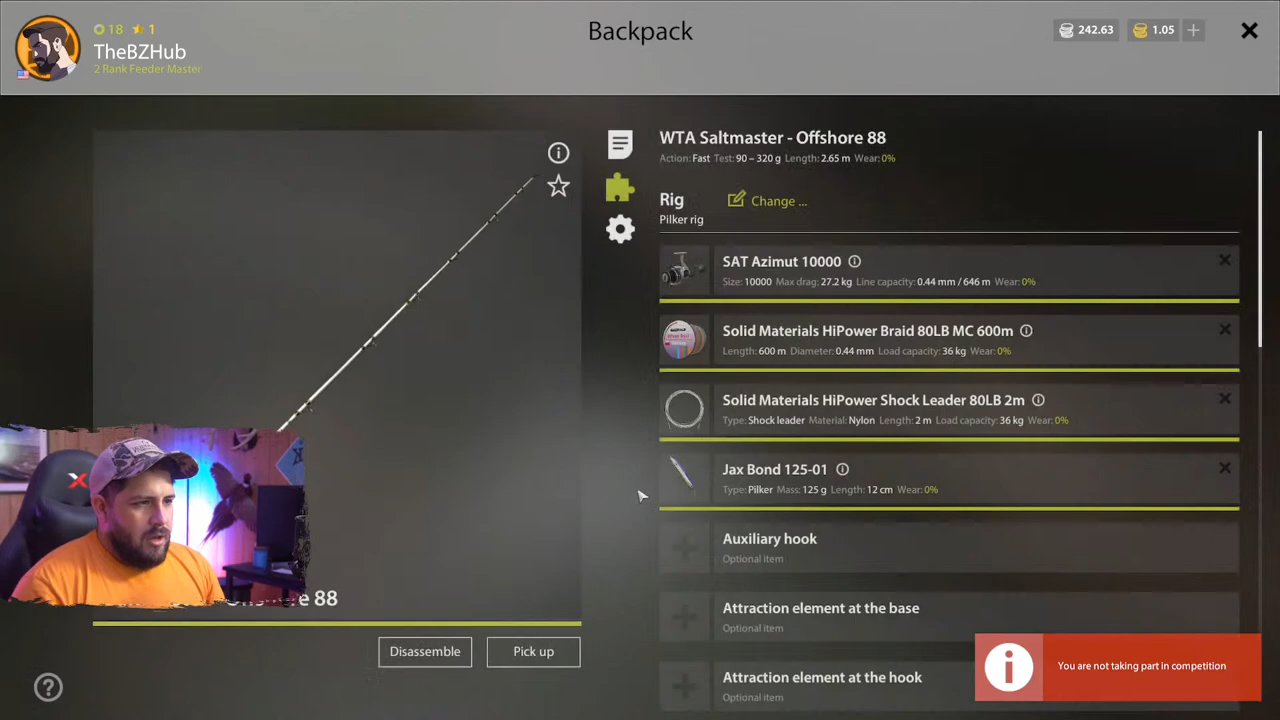 18 1
TheBZHub
2 Rank Feeder Master
Backpack
242.63 1.05
WTA Saltmaster - Offshore 88
Action: Fast Test: 90 – 320 g Length: 2.65 m Wear: 0%
Rig Change ...
Pilker rig
SAT Azimut 10000
Size: 10000 Max drag: 27.2 kg Line capacity: 0.44 mm / 646 m Wear: 0%
Solid Materials HiPower Braid 80LB MC 600m
Length: 600 m Diameter: 0.44 mm Load capacity: 36 kg Wear: 0%
Solid Materials HiPower Shock Leader 80LB 2m
Type: Shock leader Material: Nylon Length: 2 m Load capacity: 36 kg Wear: 0%
Jax Bond 125-01
Type: Pilker Mass: 125 g Length: 12 cm Wear: 0%
Auxiliary hook
Optional item
Attraction element at the base
Optional item
Attraction element at the hook
Optional item
88
Disassemble Pick up
You are not taking part in competition